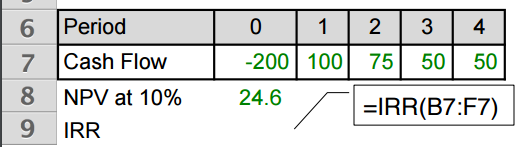 6 Period 0 1 2 3 4
7 Cash Flow -200 100 75 50 50
8 NPV at 10% 24.6
=IRR(B7:F7)
9 IRR